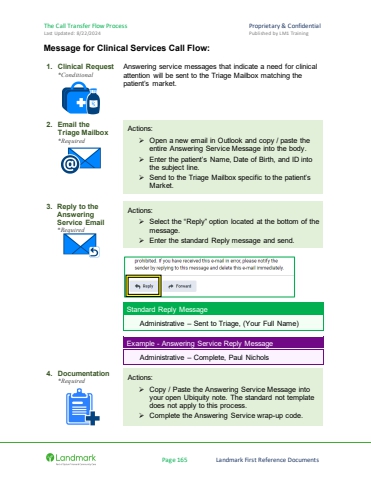 The Call Transfer Flow Process
Proprietary & Confidential
Last Updated: 8/22/2024
Published by LML Training
Message for Clinical Services Call Flow:
1. Clinical Request
*Conditional
Answering service messages that indicate a need for clinical
attention will be sent to the Triage Mailbox matching the
patient's market.
2. Email the
Triage Mailbox
*Required
Actions:
➢ Open a new email in Outlook and copy / paste the
entire Answering Service Message into the body.
➢ Enter the patient's Name, Date of Birth, and ID into
the subject line.
➢ Send to the Triage Mailbox specific to the patient's
Market.
3. Reply to the
Answering
Service Email
*Required
Actions:
➢ Select the "Reply" option located at the bottom of the
message.
➢ Enter the standard Reply message and send.
prohibited. If you have received this e-mail in error, please notify the
sender by replying to this message and delete this e-mail immediately.
Reply
Forward
Standard Reply Message
Administrative – Sent to Triage, (Your Full Name)
Example - Answering Service Reply Message
Administrative – Complete, Paul Nichols
4. Documentation
*Required
Actions:
➢ Copy / Paste the Answering Service Message into
your open Ubiquity note. The standard not template
does not apply to this process.
➢ Complete the Answering Service wrap-up code.
Landmark
Page 165
Landmark First Reference Documents